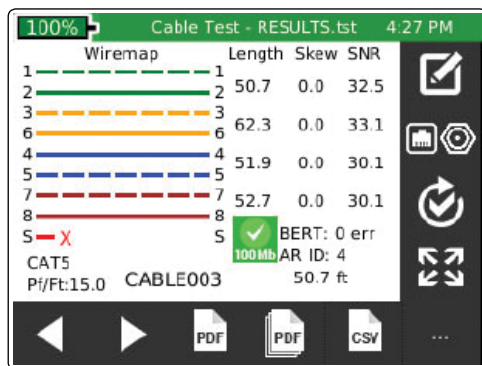 100% Cable Test - RESULTS.tst 4:27 PM
Wiremap Length Skew SNR
1 1
2 2 50.7 0.0 32.5
3 3
6 6 62.3 0.0 33.1
4 4
5 5 51.9 0.0 30.1
7 7 52.7 0.0 30.1
8 8
S X S BERT: 0 err
CAT5 100Mb AR ID: 4
Pf/Ft:15.0 CABLE003 50.7 ft
PDF PDF CSV ...